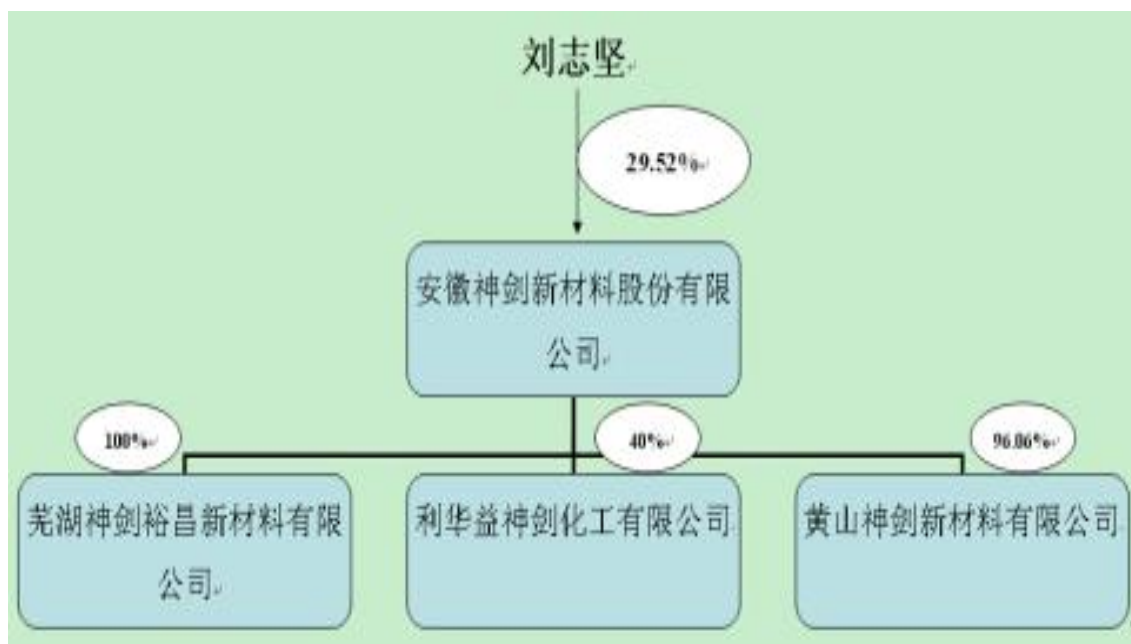 刘志坚
29.52%
安徽神剑新材料股份有限
公司
100%
40%
96.06%
芜湖神剑裕昌新材料有限
公司
利华益神剑化工有限公司
黄山神剑新材料有限公司